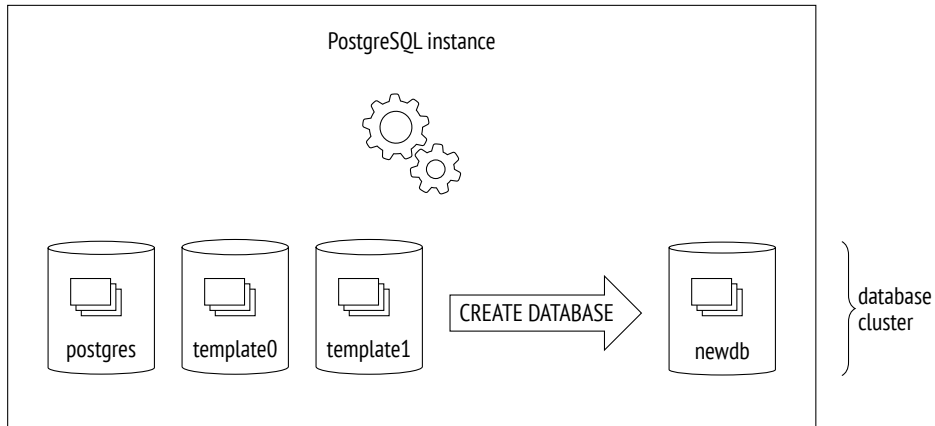 PostgreSQL instance
postgres
template0
template1
CREATE DATABASE
newdb
database
cluster